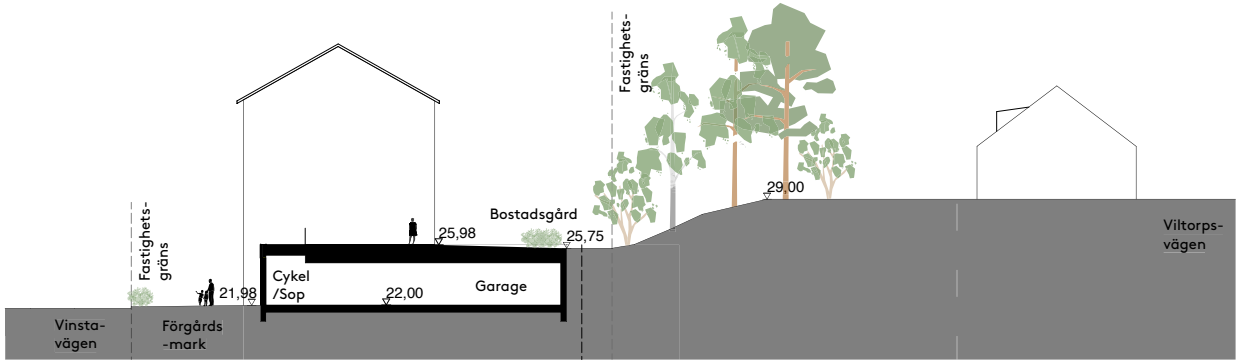 Fastighets-
gräns
Fastighets-
gräns
29,00
Bostadsgård
25,98
25,75
Viltorps-
vägen
Cykel
/Sop
Garage
21,98
22,00
Vinsta-
vägen
Förgårds
-mark